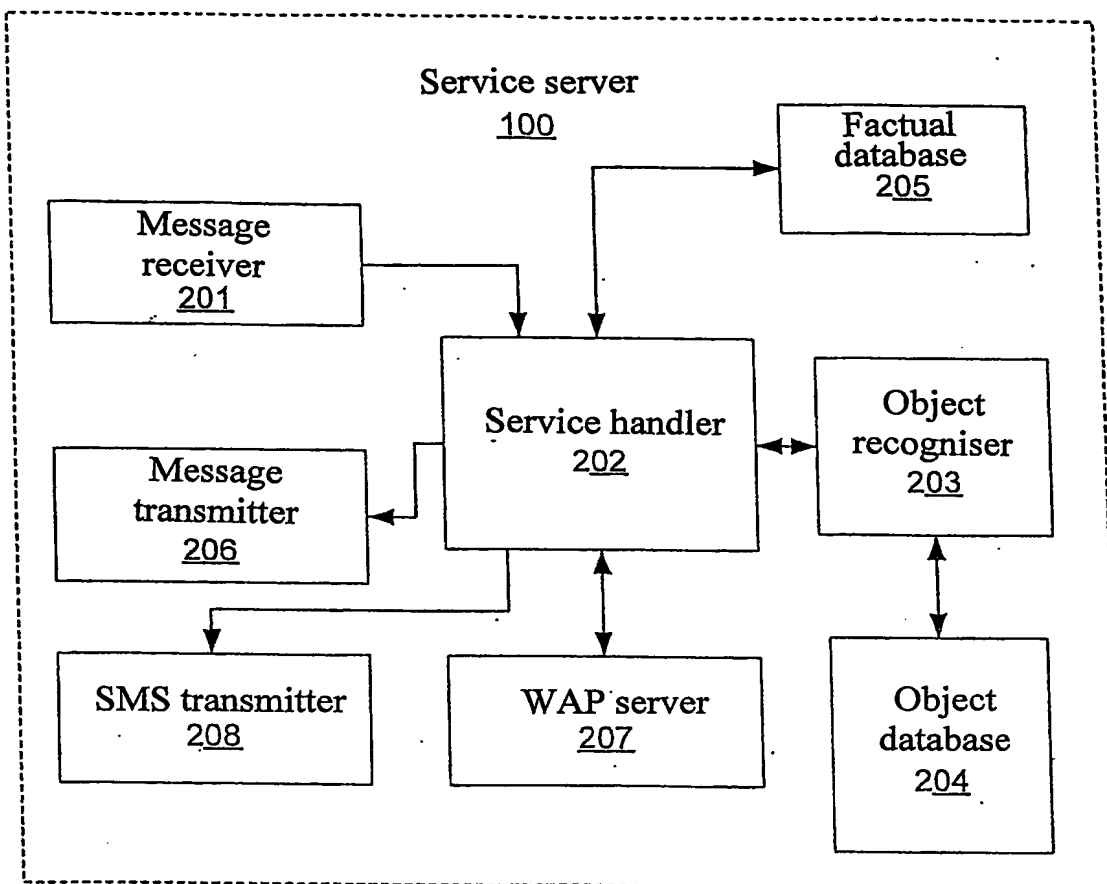 Service server
100
Factual
database
205
Message
receiver
201
Service handler
202
Object
recogniser
203
Message
transmitter
206
SMS transmitter
208
WAP server
207
Object
database
204